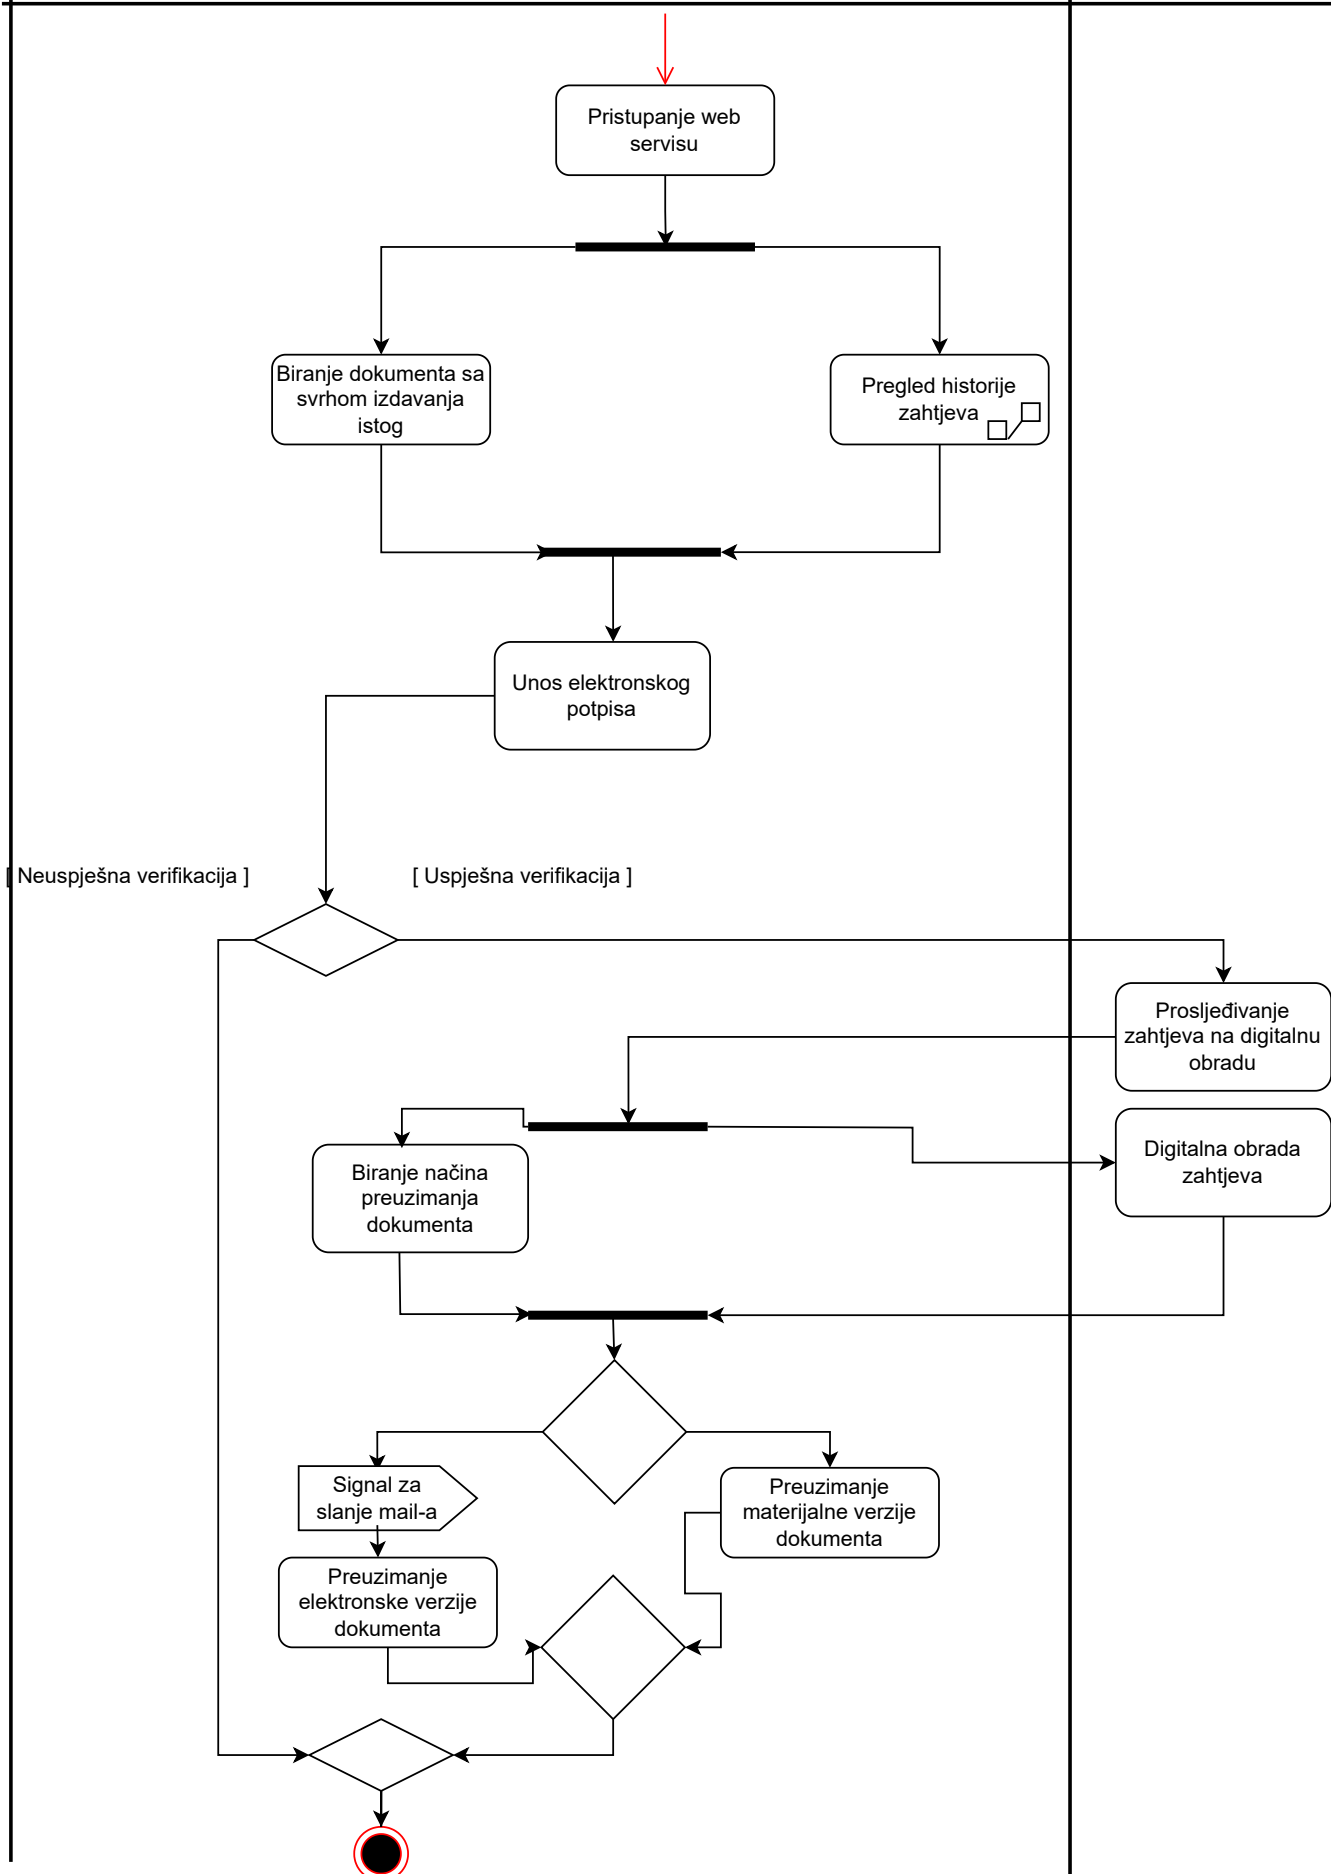 Pristupanje web
servisu
Biranje dokumenta sa
svrhom izdavanja
istog
Pregled historije
zahtjeva
Unos elektronskog
potpisa
[ Neuspješna verifikacija ]
[ Uspješna verifikacija ]
Prosljeđivanje
zahtjeva na digitalnu
obradu
Digitalna obrada
zahtjeva
Biranje načina
preuzimanja
dokumenta
Signal za
slanje mail-a
Preuzimanje
materijalne verzije
dokumenta
Preuzimanje
elektronske verzije
dokumenta